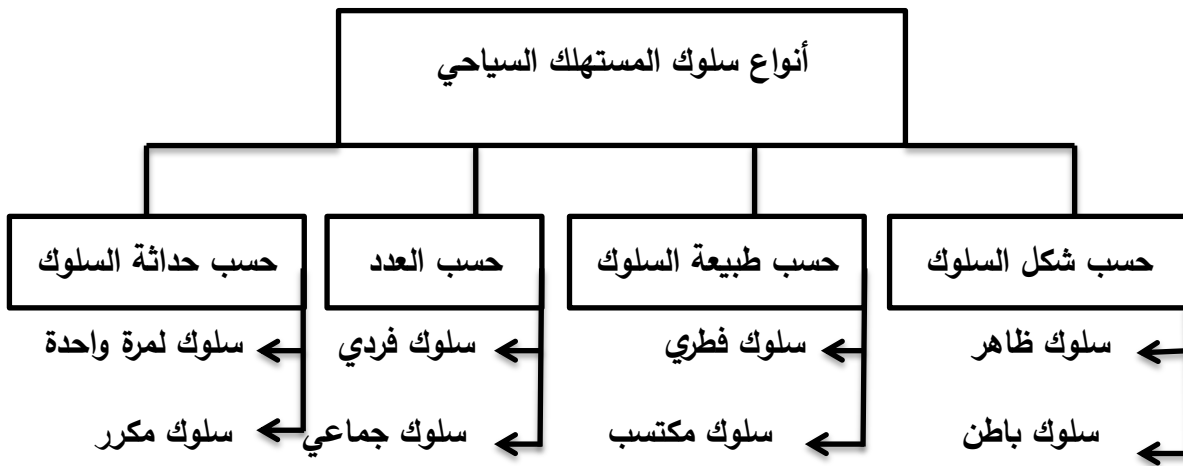 أنواع سلوك المستهلك السياحي
حسب شكل السلوك
حسب طبيعة السلوك
حسب العدد
حسب حداثة السلوك
سلوك ظاهر
سلوك فطري
سلوك فردي
سلوك لمرة واحدة
سلوك باطن
سلوك مكتسب
سلوك جماعي
سلوك مكرر